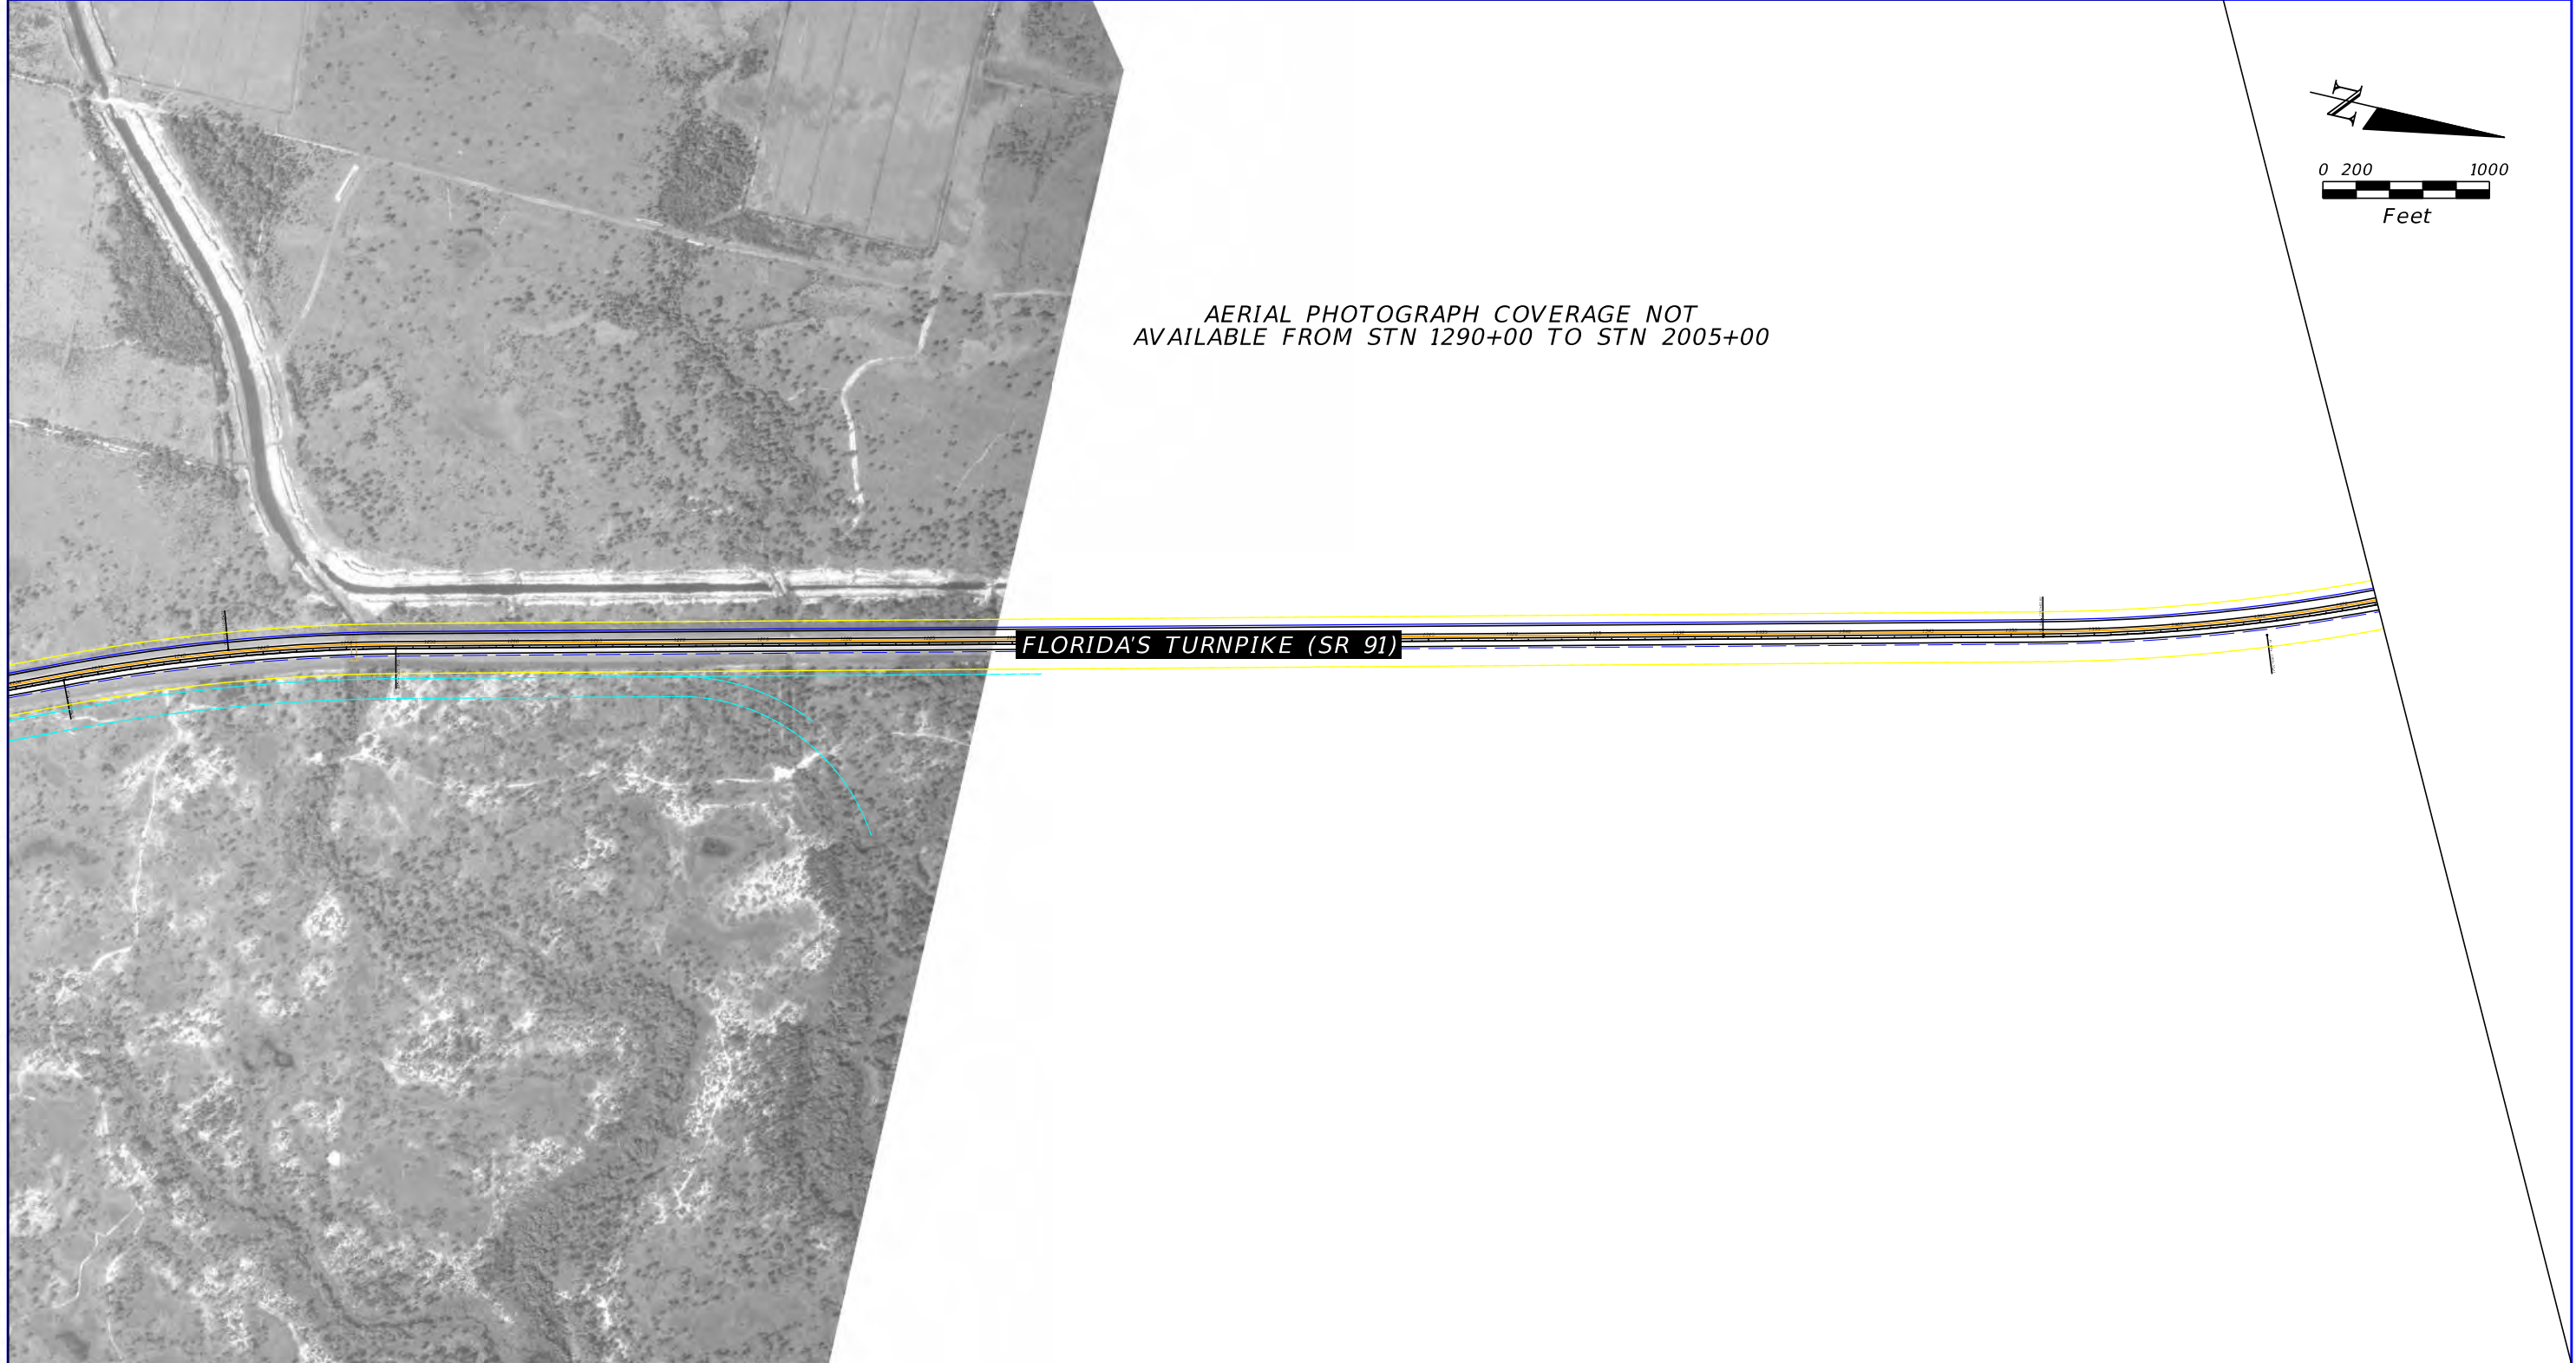 N
0 200 1000
Feet
AERIAL PHOTOGRAPH COVERAGE NOT
AVAILABLE FROM STN 1290+00 TO STN 2005+00
FLORIDA'S TURNPIKE (SR 91)